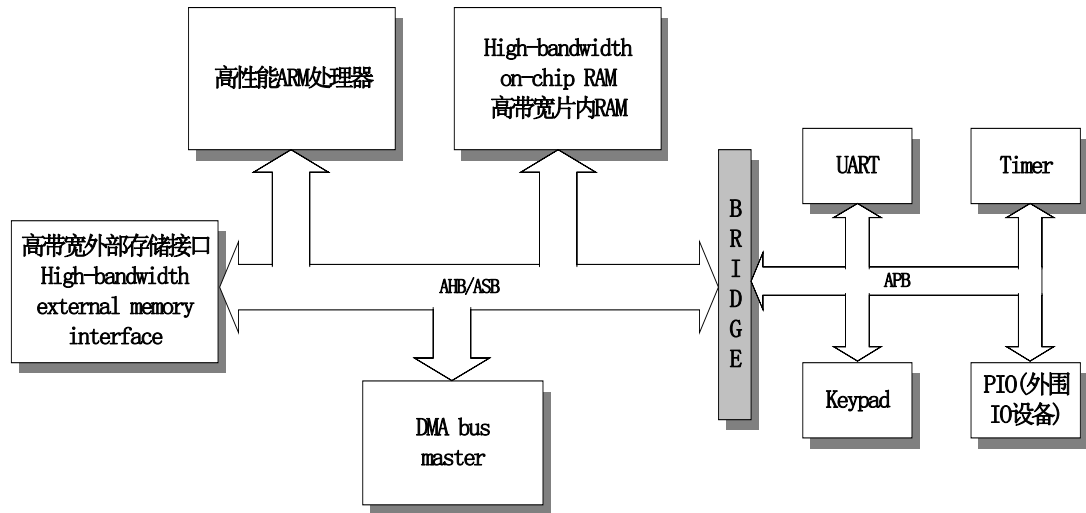 高性能ARM处理器
High-bandwidth
on-chip RAM
高带宽片内RAM
UART
Timer
高带宽外部存储接口
High-bandwidth
external memory
interface
AHB/ASB
B
R
I
D
G
E
APB
DMA bus
master
Keypad
PIO(外围
IO设备)